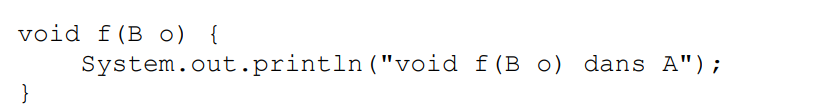 void f(B o) {
    System.out.println("void f(B o) dans A");
}